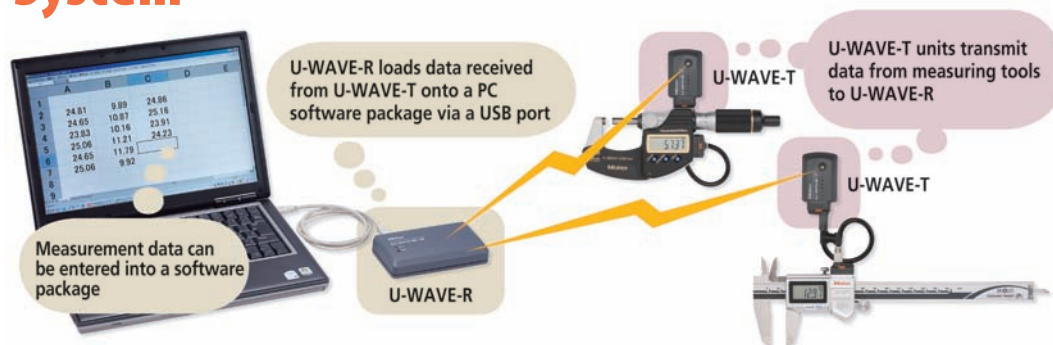 System
U-WAVE-R loads data received
from U-WAVE-T onto a PC
software package via a USB port
U-WAVE-T
U-WAVE-T units transmit
data from measuring tools
to U-WAVE-R
A B C D E
1 24.81 9.89 24.86
2 24.65 10.87 25.16
3 23.83 10.16 23.91
4 25.06 11.21 24.23
5 24.65 11.79
6 25.06 9.92
7
8
9
U-WAVE-T
Measurement data can
be entered into a software
package
U-WAVE-R